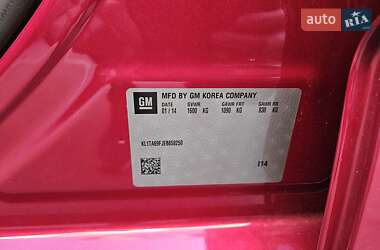 auto RIA
GM
MFD BY GM KOREA COMPANY
DATE GVWR GAWR FRT GAWR RR
01 / 14 1600 KG 890 KG 830 KG
I14